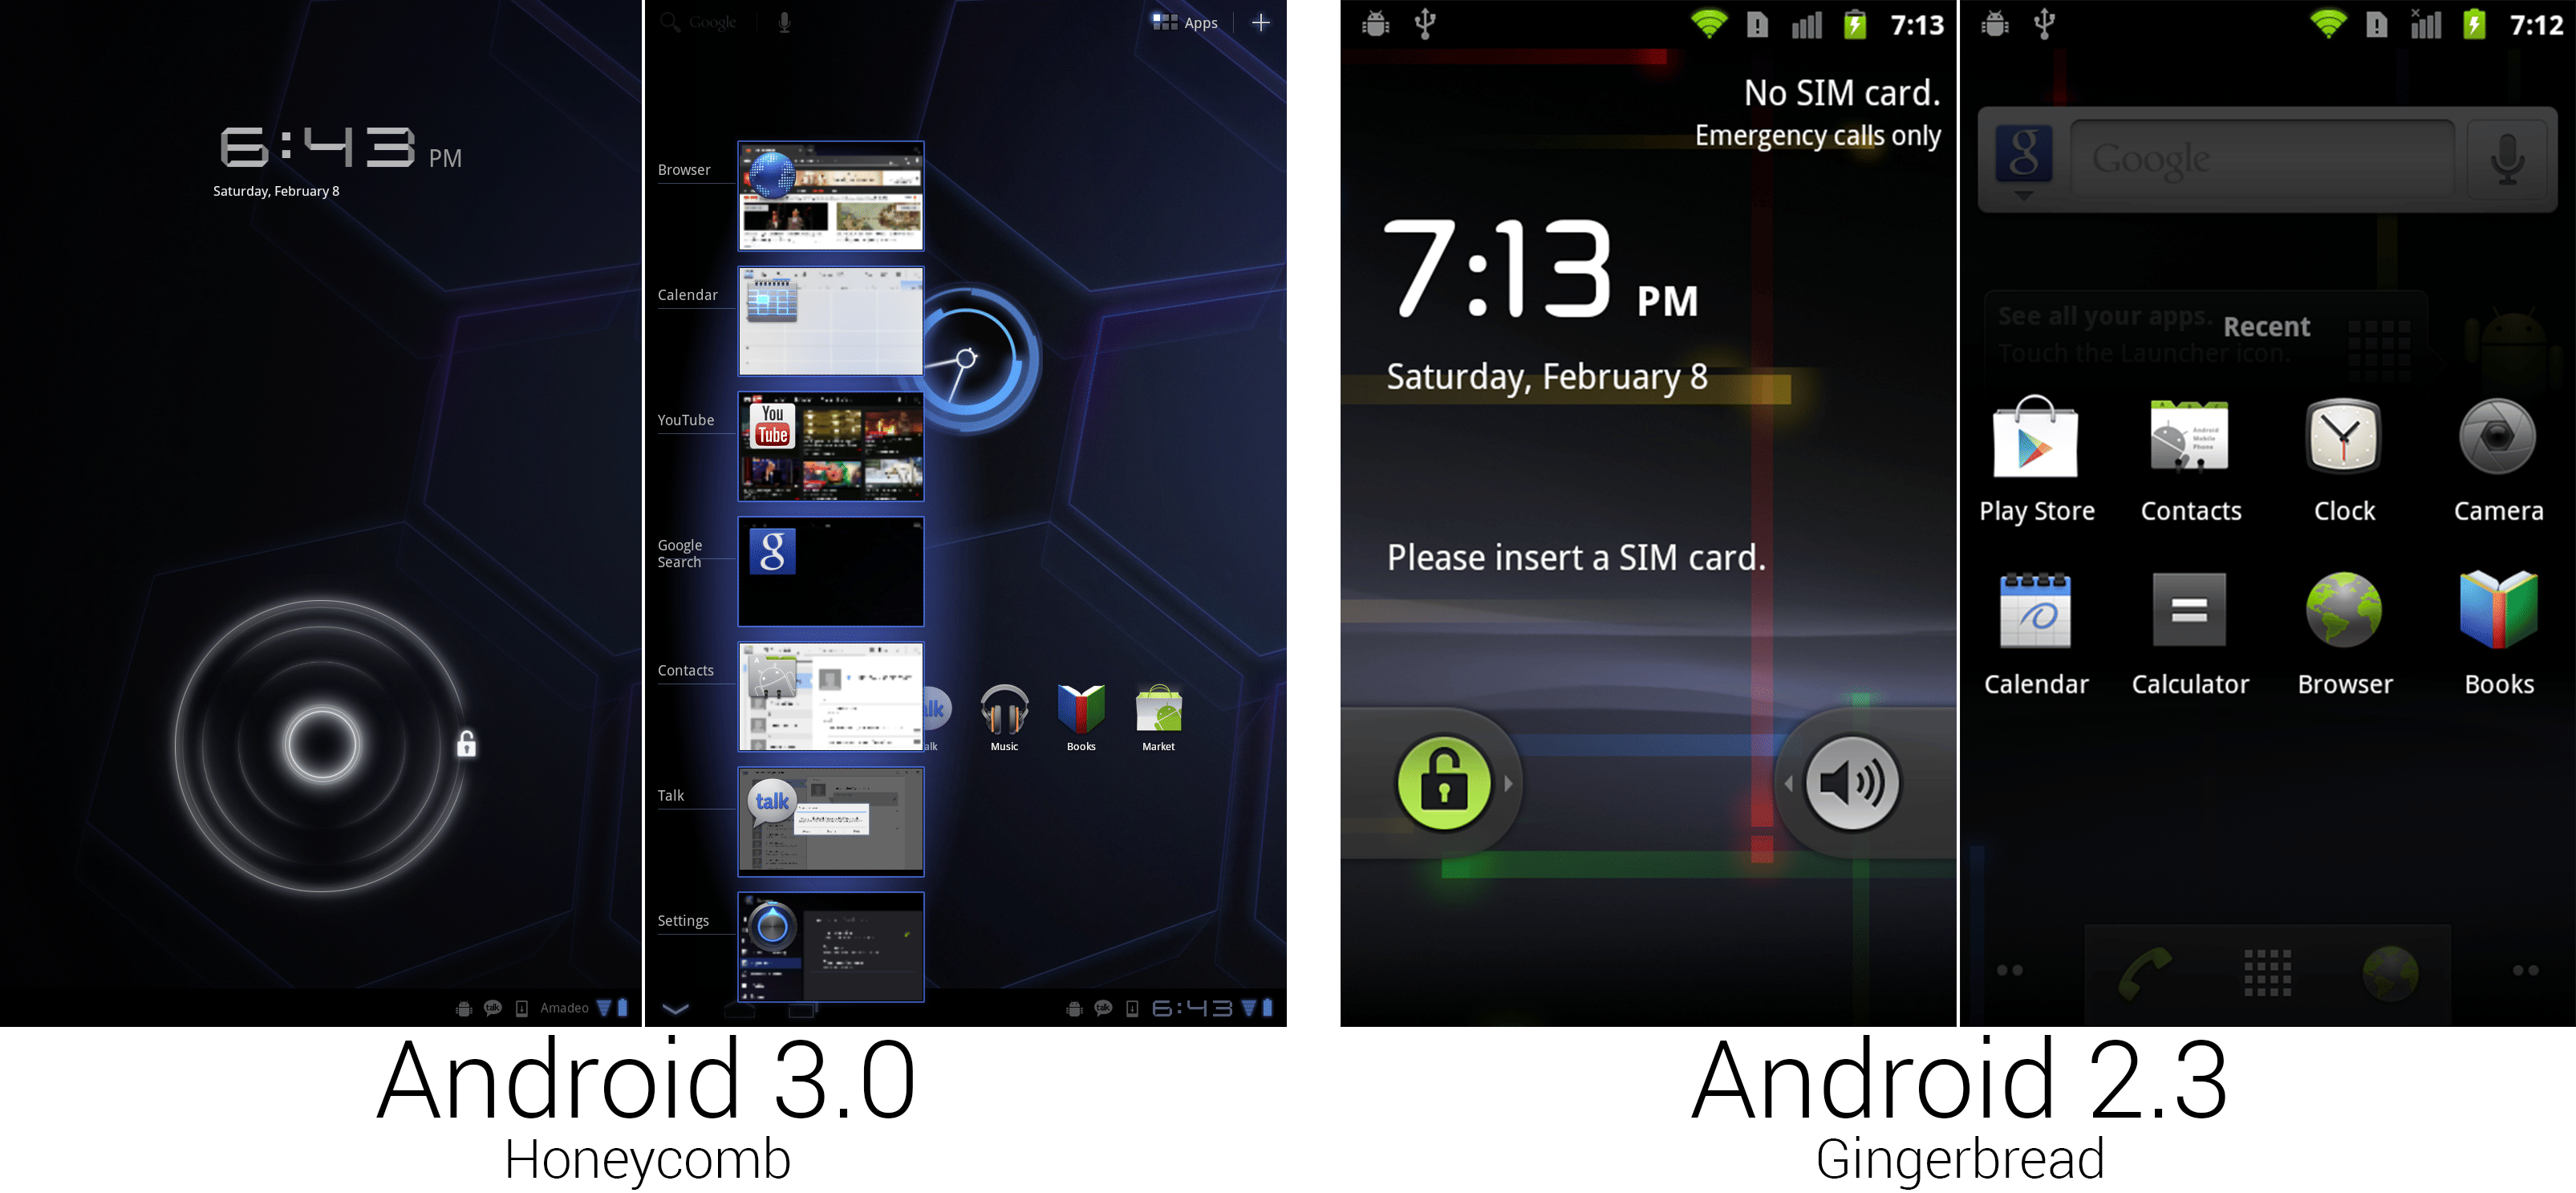 6:43 PM
Saturday, February 8
Amadeo
Google
Apps
Browser
Calendar
YouTube
You
Tube
Google
Search
g
Contacts
Talk
talk
Settings
alk
Music
Books
Market
6:43
7:13
No SIM card.
Emergency calls only
7:13 PM
Saturday, February 8
Please insert a SIM card.
7:12
g
Google
See all your apps.
Touch the Launcher icon.
Recent
Android
Mobile
Phone
Play Store
Contacts
Clock
Camera
Calendar
Calculator
Browser
Books
Android 3.0
Honeycomb
Android 2.3
Gingerbread